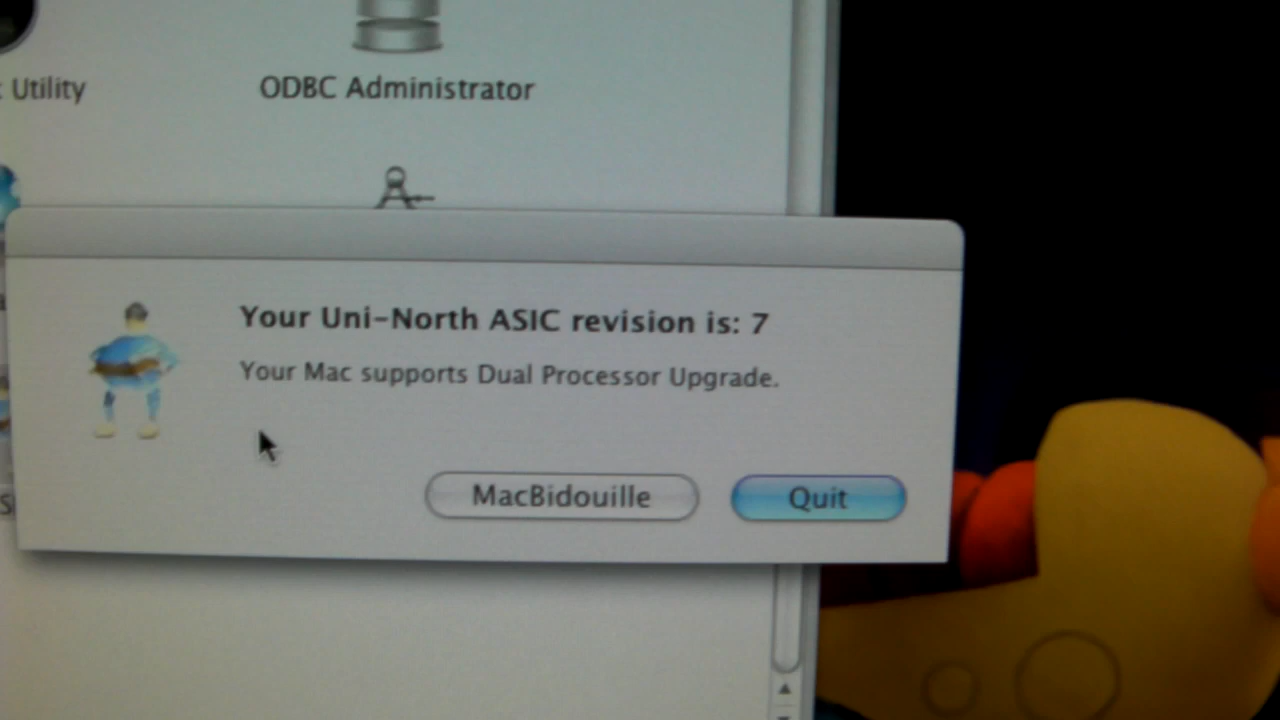 Utility
ODBC Administrator
Your Uni-North ASIC revision is: 7
Your Mac supports Dual Processor Upgrade.
MacBidouille
Quit